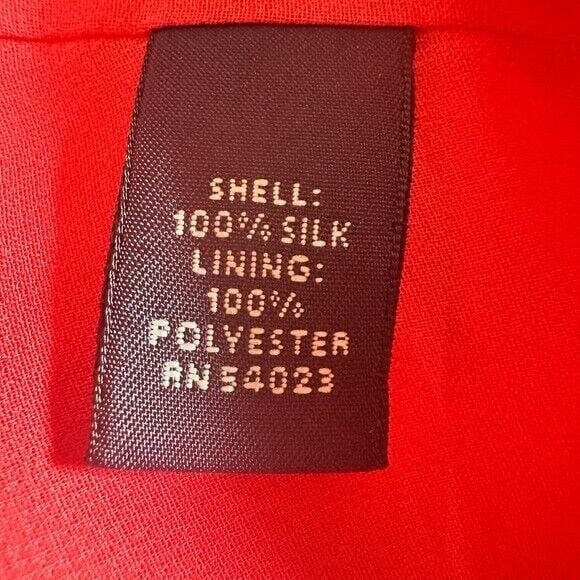 SHELL:
100% SILK
LINING:
100%
POLYESTER
RN 54023